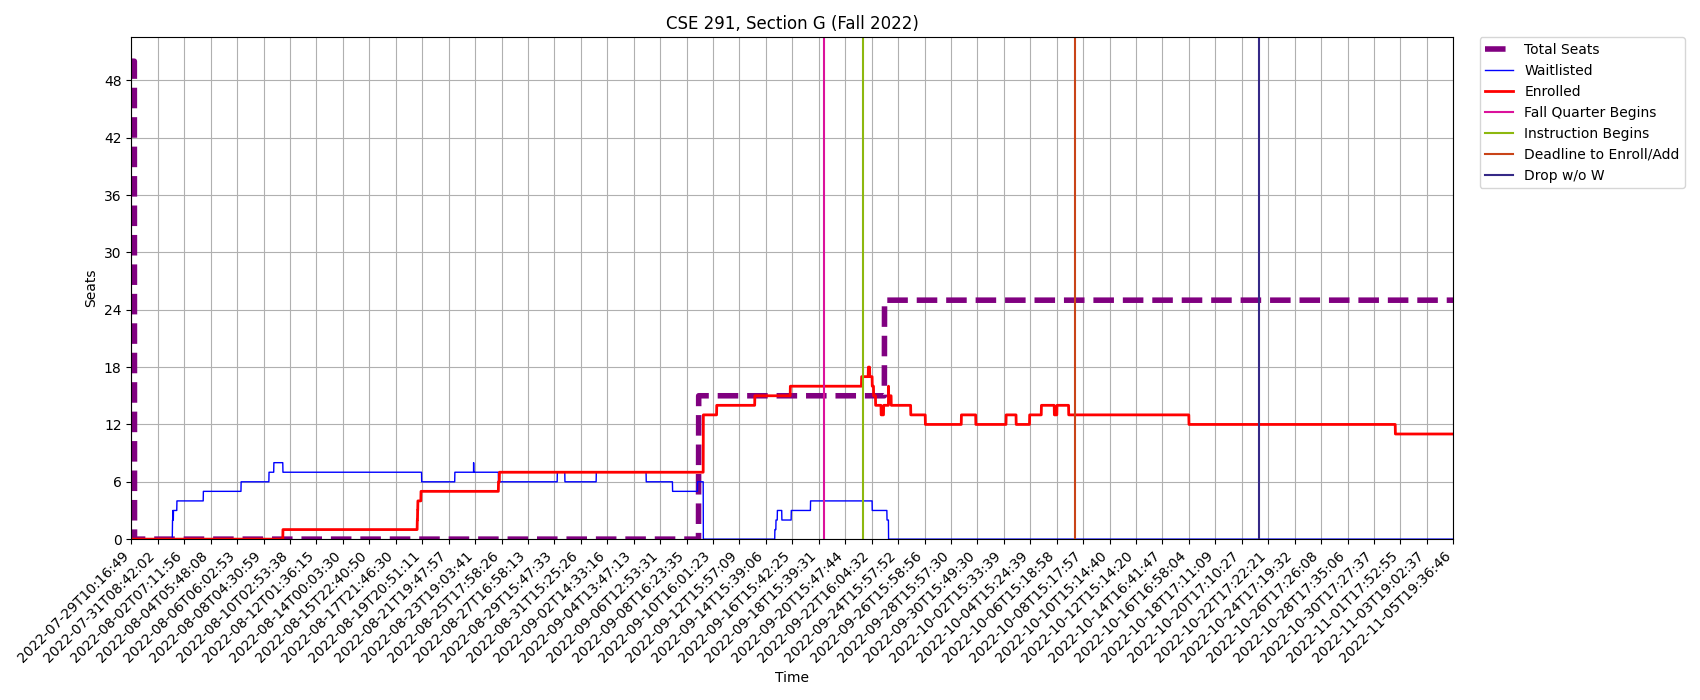 CSE 291, Section G (Fall 2022)
Total Seats
Waitlisted
Enrolled
Fall Quarter Begins
Instruction Begins
Deadline to Enroll/Add
Drop w/o W
Seats
48
42
36
30
24
18
12
6
0
2022-07-29T10:16:49
2022-07-31T08:42:02
2022-08-02T07:11:56
2022-08-04T05:48:08
2022-08-06T06:02:53
2022-08-08T04:30:59
2022-08-10T02:53:38
2022-08-12T01:36:15
2022-08-14T00:03:30
2022-08-15T22:40:50
2022-08-17T21:46:30
2022-08-19T20:51:11
2022-08-21T19:47:57
2022-08-23T19:03:41
2022-08-25T17:58:26
2022-08-27T16:58:13
2022-08-29T15:47:33
2022-08-31T15:25:26
2022-09-02T14:33:16
2022-09-04T13:47:13
2022-09-06T12:53:31
2022-09-08T16:23:35
2022-09-10T16:01:23
2022-09-12T15:57:09
2022-09-14T15:39:06
2022-09-16T15:42:25
2022-09-18T15:39:31
2022-09-20T15:47:44
2022-09-22T16:04:32
2022-09-24T15:57:52
2022-09-26T15:58:56
2022-09-28T15:57:30
2022-09-30T15:49:30
2022-10-02T15:33:39
2022-10-04T15:24:39
2022-10-06T15:18:58
2022-10-08T15:17:57
2022-10-10T15:14:40
2022-10-12T15:14:20
2022-10-14T16:41:47
2022-10-16T16:58:04
2022-10-18T17:11:09
2022-10-20T17:10:27
2022-10-22T17:22:21
2022-10-24T17:19:32
2022-10-26T17:26:08
2022-10-28T17:35:06
2022-10-30T17:27:37
2022-11-01T17:52:55
2022-11-03T19:02:37
2022-11-05T19:36:46
Time